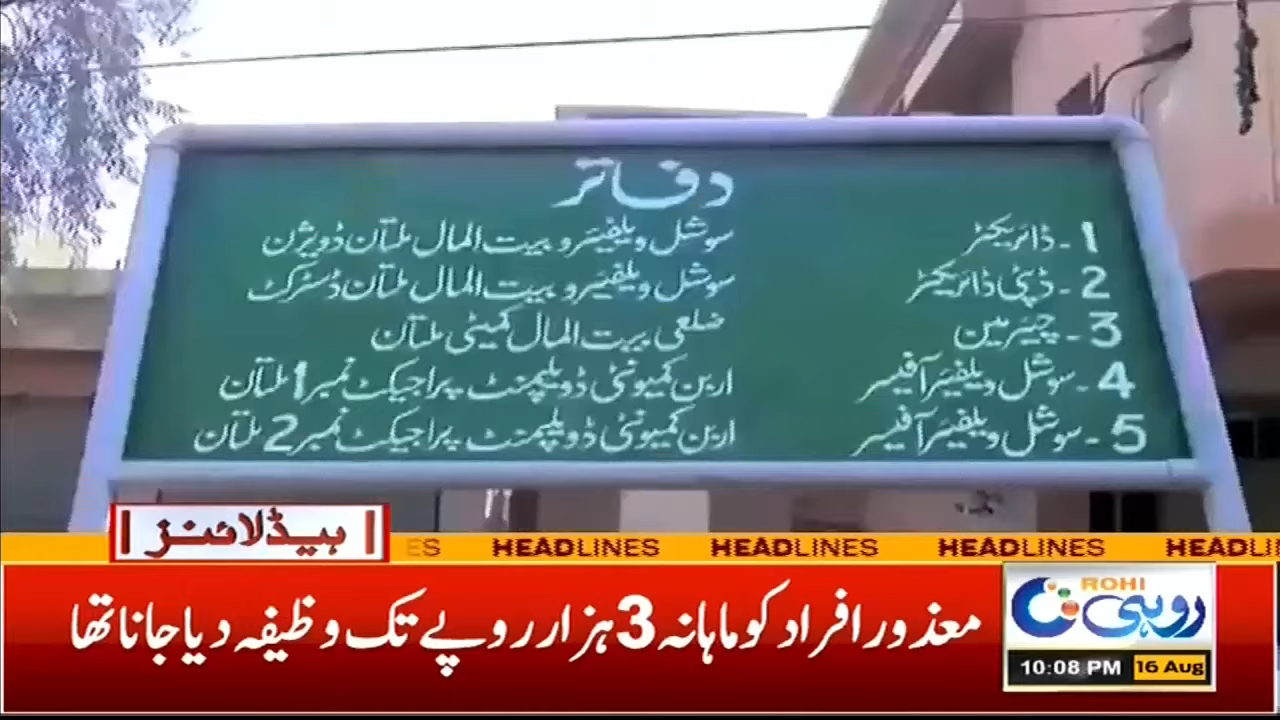 دفاتر
1۔ڈائریکٹر سوشل ویلفیئر و بیت المال ملتان ڈویژن
2۔ڈپٹی ڈائریکٹر سوشل ویلفیئر و بیت المال ملتان ڈسٹرکٹ
3۔چیئرمین ضلعی بیت المال کمیٹی ملتان
4۔سوشل ویلفیئر آفیسر اربن کمیونٹی ڈویلپمنٹ پراجیکٹ نمبر 1 ملتان
5۔سوشل ویلفیئر آفیسر اربن کمیونٹی ڈویلپمنٹ پراجیکٹ نمبر 2 ملتان
ہیڈلائنز
ES HEADLINES HEADLINES HEADLINES HEADLI
معذور افراد کو ماہانہ 3 ہزار روپے تک وظیفہ دیا جانا تھا
ROHI
روہی
10:08 PM 16 Aug